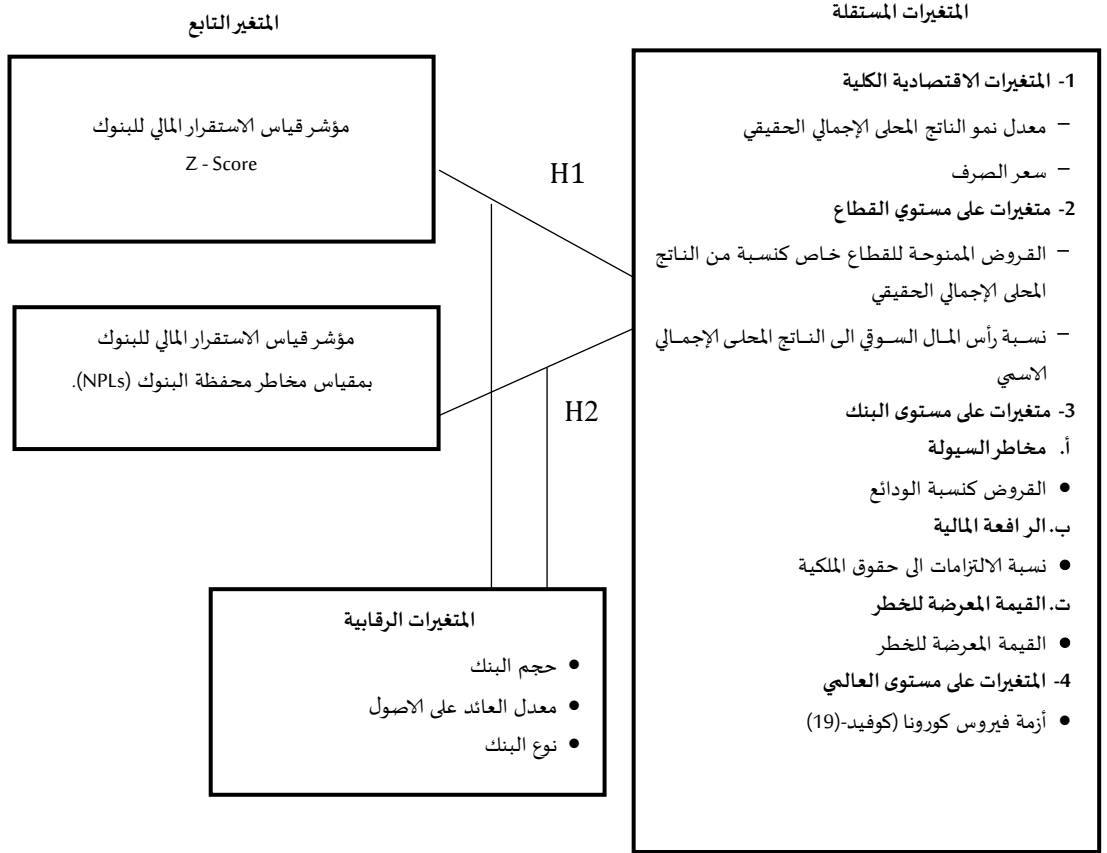 المتغيرات المستقلة
1- المتغيرات الاقتصادية الكلية
– معدل نمو الناتج المحلى الإجمالي الحقيقي
– سعر الصرف
2- متغيرات على مستوي القطاع
– القروض الممنوحة للقطاع خاص كنسبة من الناتج
المحلى الإجمالي الحقيقي
– نسبة رأس المال السوقي الى الناتج المحلى الإجمالي
الاسمي
3- متغيرات على مستوى البنك
أ. مخاطر السيولة
● القروض كنسبة الودائع
ب. الرافعة المالية
● نسبة الالتزامات الى حقوق الملكية
ت. القيمة المعرضة للخطر
● القيمة المعرضة للخطر
4- المتغيرات على مستوى العالمي
● أزمة فيروس كورونا (كوفيد-19)
المتغير التابع
مؤشر قياس الاستقرار المالي للبنوك
Z - Score
H1
مؤشر قياس الاستقرار المالي للبنوك
بمقياس مخاطر محفظة البنوك (NPLs).
H2
المتغيرات الرقابية
● حجم البنك
● معدل العائد على الاصول
● نوع البنك